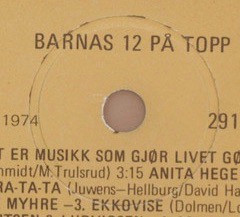 BARNAS 12 PÅ TOPP
1974 291
T ER MUSIKK SOM GJØR LIVET GØ
hmidt/M.Trulsrud) 3:15 ANITA HEGE
RA-TA-TA (Juwens-Hellburg/David Ha
MYHRE -3. EKKOVISE (Dolmen/Lo